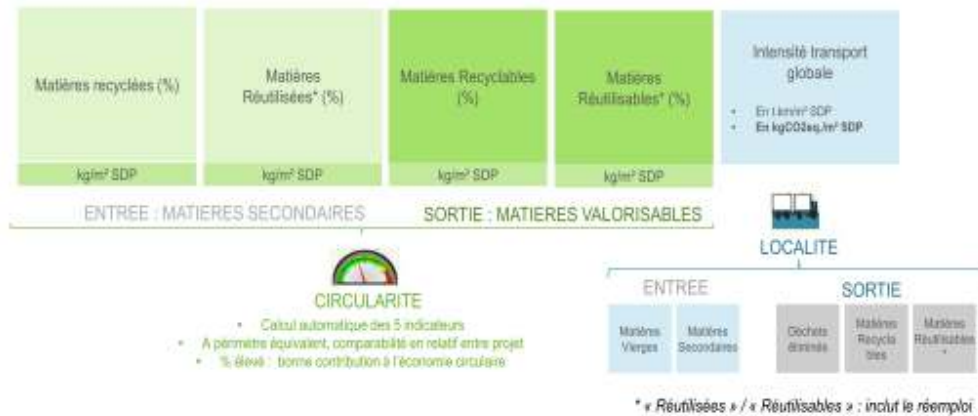 Matières recyclées (%)
Matières
Réutilisées* (%)
Matières Recyclables
(%)
Matières
Réutilisables* (%)
Intensité transport
globale
• En t.km/m² SDP
• En kgCO2eq./m² SDP
kg/m² SDP
kg/m² SDP
kg/m² SDP
kg/m² SDP
ENTREE : MATIERES SECONDAIRES
SORTIE : MATIERES VALORISABLES
LOCALITE
CIRCULARITE
• Calcul automatique des 5 indicateurs
• A périmètre équivalent, comparabilité en relatif entre projet
• % élevé : bonne contribution à l'économie circulaire
ENTREE
SORTIE
Matières
Vierges
Matières
Secondaires
Déchets
éliminés
Matières
Recycla
bles
Matières
Réutilisables
*
* « Réutilisées » / « Réutilisables » : inclut le réemploi